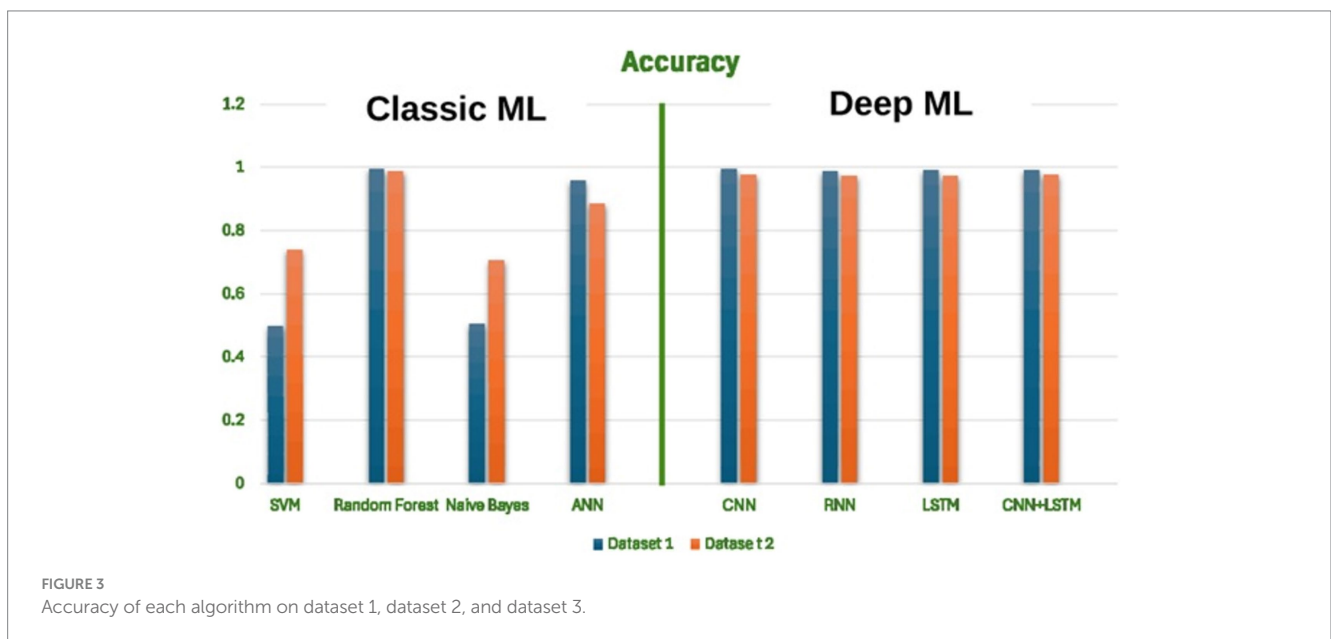 Accuracy
Classic ML
Deep ML
1.2
1
0.8
0.6
0.4
0.2
0
SVM Random Forest Naive Bayes ANN CNN RNN LSTM CNN+LSTM
Dataset 1 Datase t 2
FIGURE 3
Accuracy of each algorithm on dataset 1, dataset 2, and dataset 3.